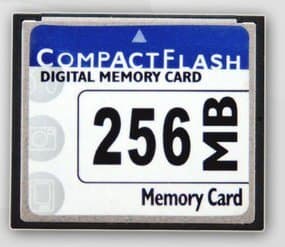 COMPACTFLASH
DIGITAL MEMORY CARD
256 MB
Memory Card